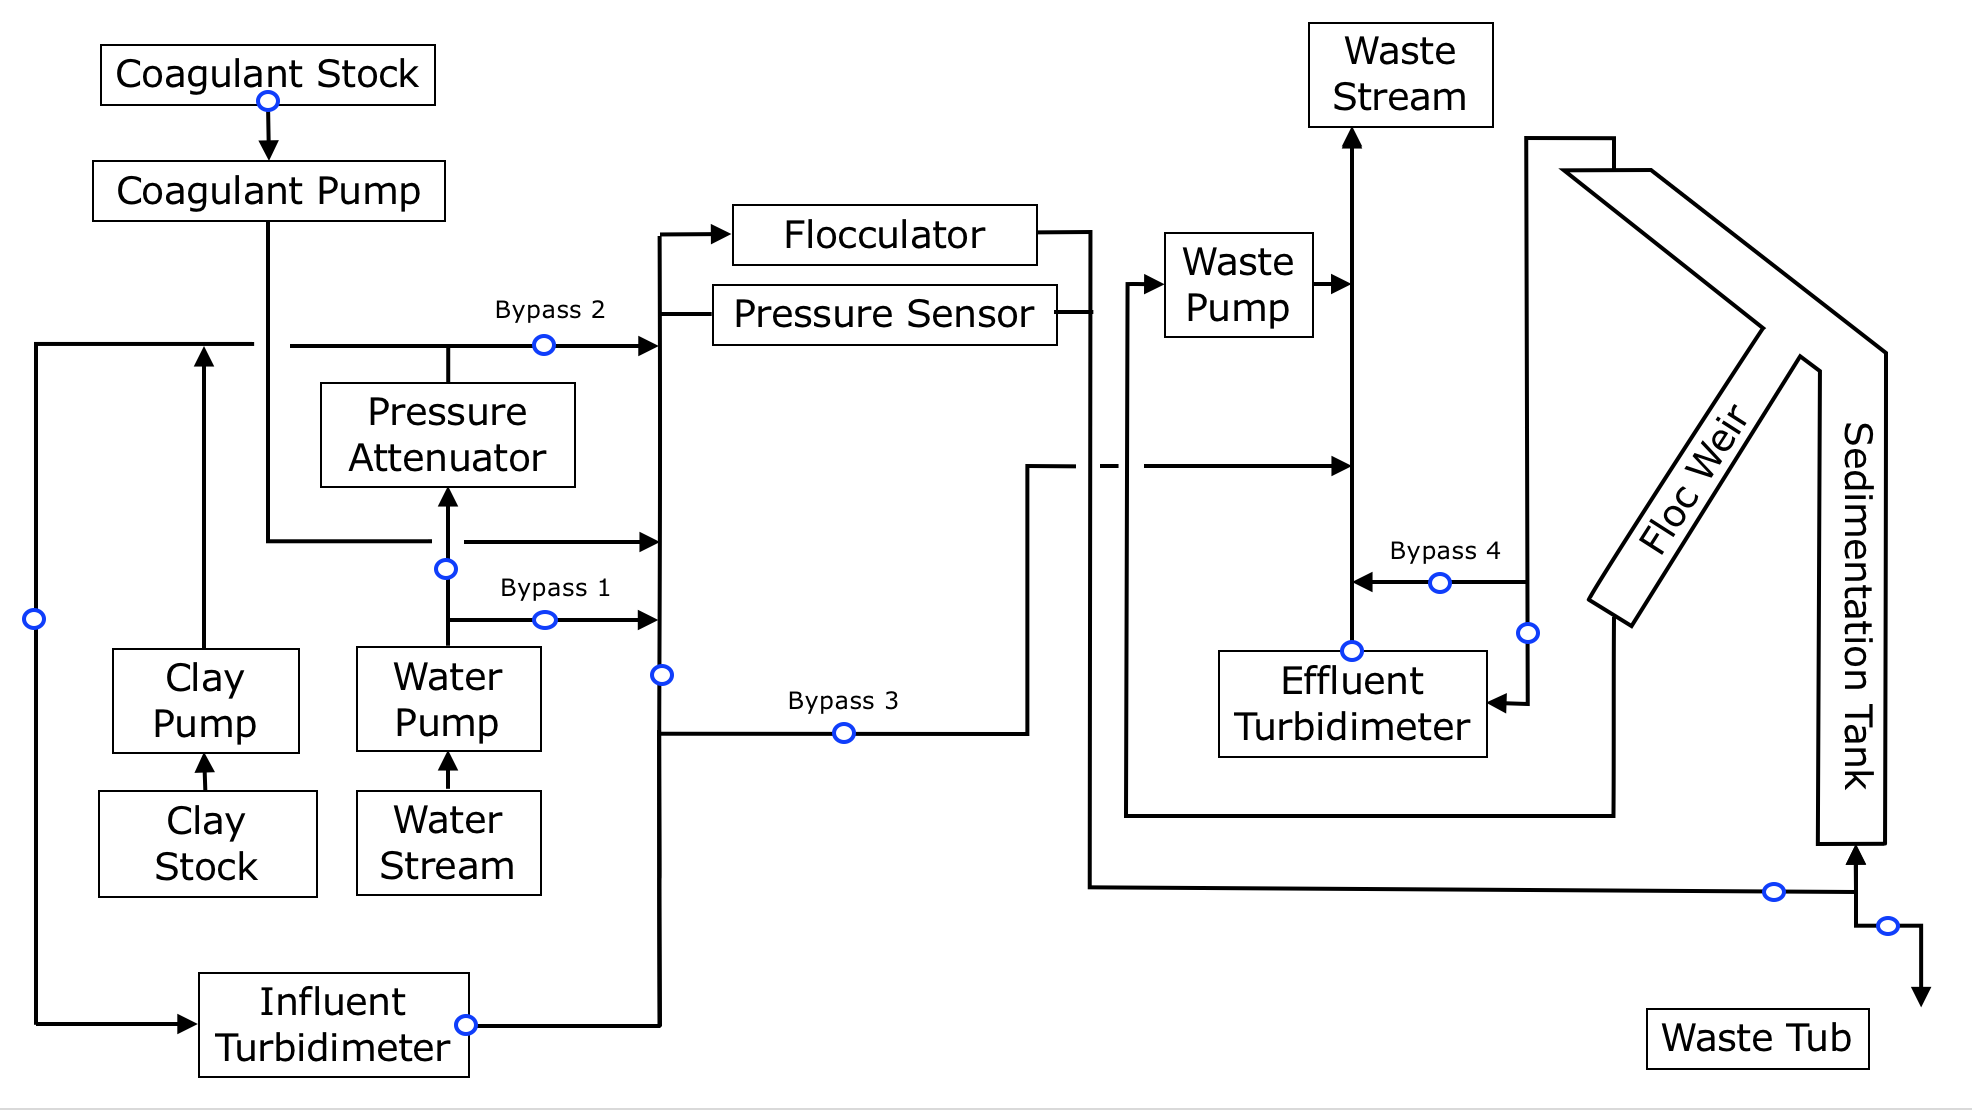 Coagulant Stock
Coagulant Pump
Waste
Stream
Flocculator
Pressure Sensor
Waste
Pump
Bypass 2
Pressure
Attenuator
Bypass 1
Clay
Pump
Water
Pump
Clay
Stock
Water
Stream
Bypass 3
Bypass 4
Effluent
Turbidimeter
Floc Weir
Sedimentation Tank
Influent
Turbidimeter
Waste Tub